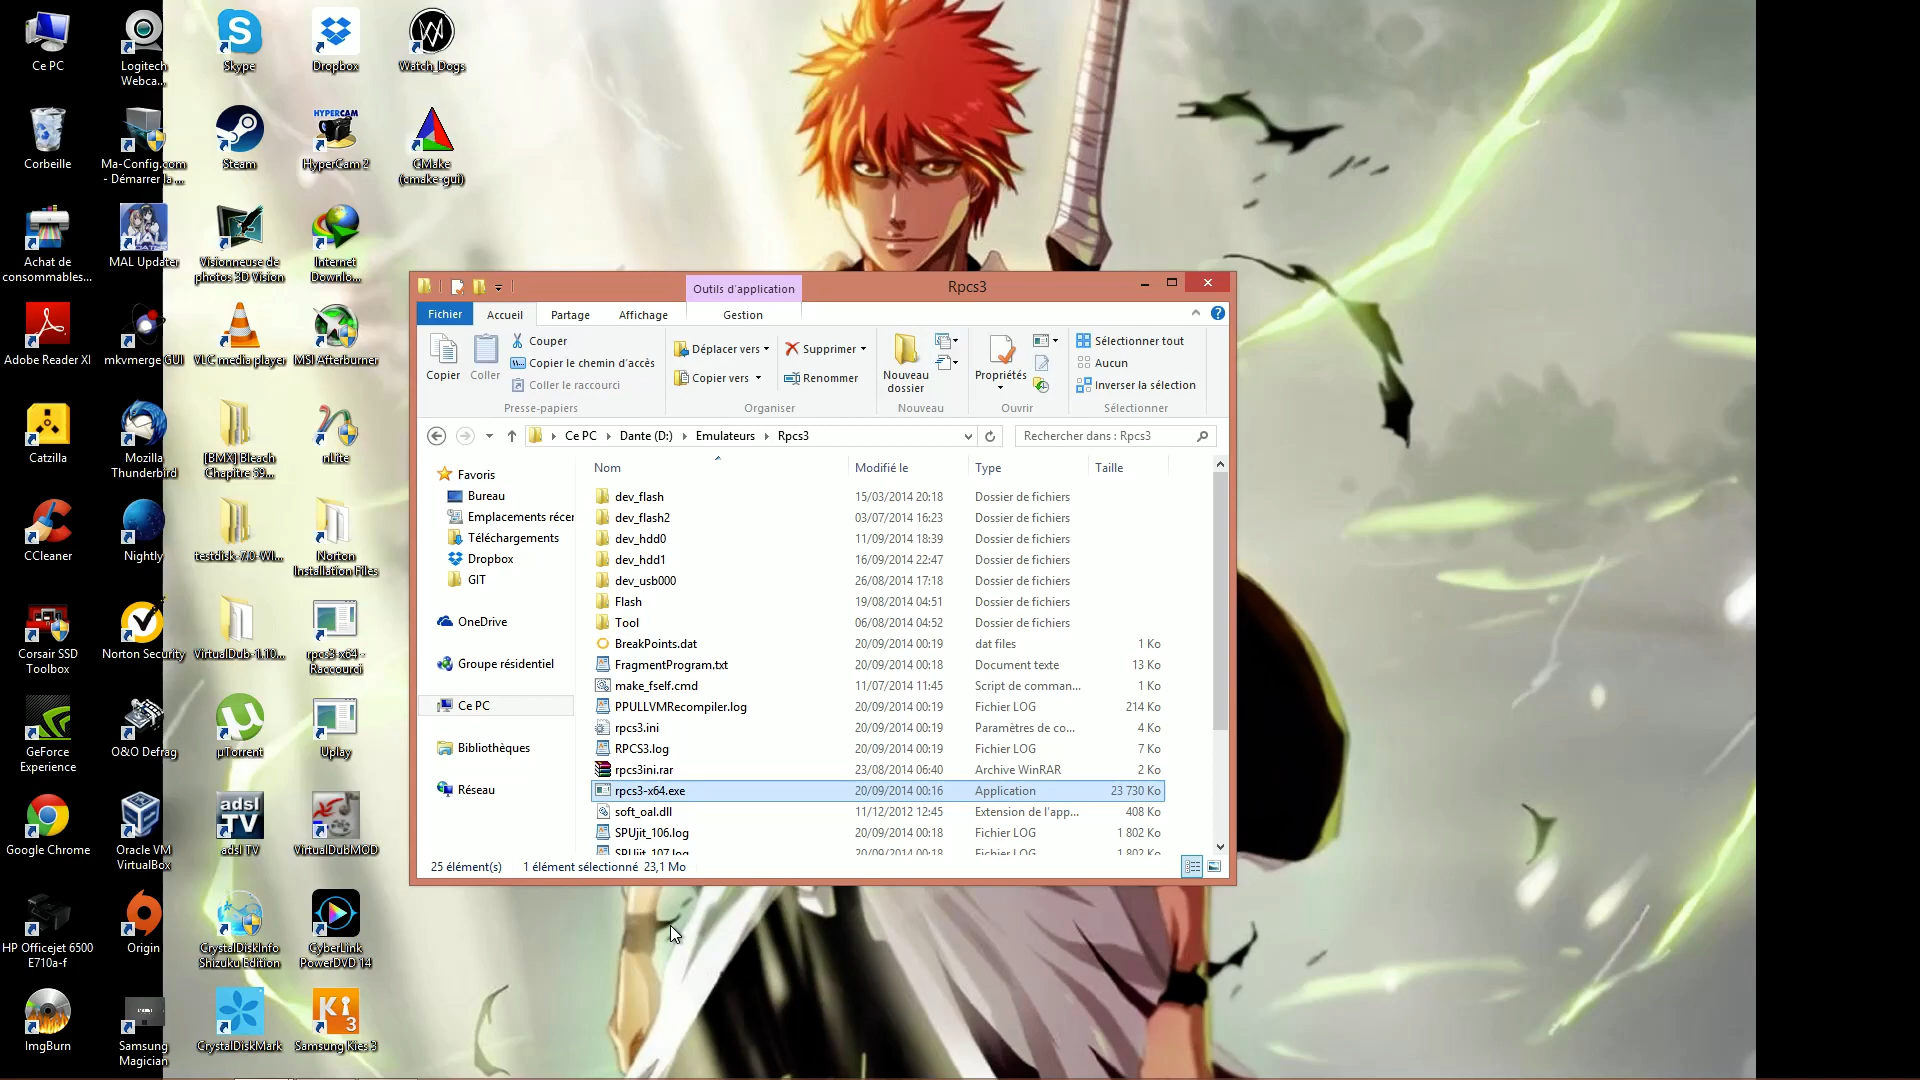 Ce PC
Logitech
Webca...
Skype
Dropbox
Watch_Dogs
Corbeille
Ma-Config.com
- Démarrer la ...
Steam
HYPERCAM
HyperCam 2
CMake
(cmake-gui)
Achat de
consommables...
MAL Updater
Visionneuse de
photos 3D Vision
Internet
Downlo...
Adobe Reader XI
mkvmerge GUI
VLC media player
MSI Afterburner
Catzilla
Mozilla
Thunderbird
[BMX] Bleach
Chapitre 59...
nLite
CCleaner
Nightly
testdisk-7.0-WI...
Norton
Installation Files
Corsair SSD
Toolbox
Norton Security
VirtualDub-1.10...
rpcs3-x64 -
Raccourci
GeForce
Experience
O&O Defrag
µTorrent
Uplay
Google Chrome
Oracle VM
VirtualBox
adsl
TV
adsl TV
VirtualDubMOD
HP Officejet 6500
E710a-f
Origin
CrystalDiskInfo
Shizuku Edition
CyberLink
PowerDVD 14
ImgBurn
Samsung
Magician
CrystalDiskMark
Ki
3
Samsung Kies 3
Outils d'application
Rpcs3
Fichier
Accueil
Partage
Affichage
Gestion
Copier
Coller
Couper
Copier le chemin d'accès
Coller le raccourci
Presse-papiers
Déplacer vers
Copier vers
Supprimer
Renommer
Organiser
Nouveau
dossier
Nouveau
Propriétés
Ouvrir
Sélectionner tout
Aucun
Inverser la sélection
Sélectionner
Ce PC
Dante (D:)
Emulateurs
Rpcs3
Rechercher dans : Rpcs3
Favoris
Bureau
Emplacements récer
Téléchargements
Dropbox
GIT
OneDrive
Groupe résidentiel
Ce PC
Bibliothèques
Réseau
Nom Modifié le Type Taille
dev_flash 15/03/2014 20:18 Dossier de fichiers
dev_flash2 03/07/2014 16:23 Dossier de fichiers
dev_hdd0 11/09/2014 18:39 Dossier de fichiers
dev_hdd1 16/09/2014 22:47 Dossier de fichiers
dev_usb000 26/08/2014 17:18 Dossier de fichiers
Flash 19/08/2014 04:51 Dossier de fichiers
Tool 06/08/2014 04:52 Dossier de fichiers
BreakPoints.dat 20/09/2014 00:19 dat files 1 Ko
FragmentProgram.txt 20/09/2014 00:18 Document texte 13 Ko
make_fself.cmd 11/07/2014 11:45 Script de comman... 1 Ko
PPULLVMRecompiler.log 20/09/2014 00:19 Fichier LOG 214 Ko
rpcs3.ini 20/09/2014 00:19 Paramètres de co... 4 Ko
RPCS3.log 20/09/2014 00:19 Fichier LOG 7 Ko
rpcs3ini.rar 23/08/2014 06:40 Archive WinRAR 2 Ko
rpcs3-x64.exe 20/09/2014 00:16 Application 23 730 Ko
soft_oal.dll 11/12/2012 12:45 Extension de l'app... 408 Ko
SPUjit_106.log 20/09/2014 00:18 Fichier LOG 1 802 Ko
SPUjit_107.log 20/09/2014 00:18 Fichier LOG 1 802 Ko
25 élément(s) 1 élément sélectionné 23,1 Mo